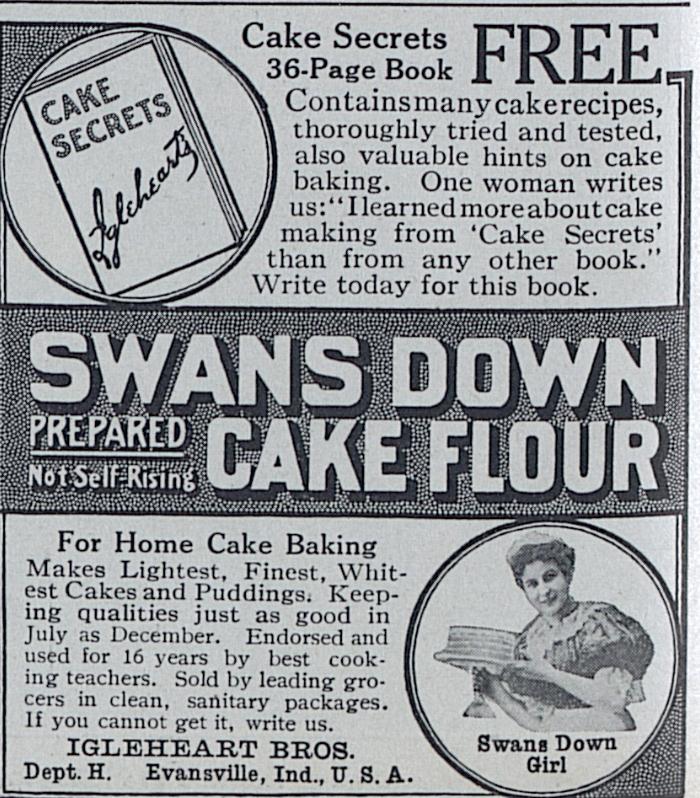 CAKE
SECRETS
Igleheart's
Cake Secrets
36-Page Book
FREE
Contains many cake recipes,
thoroughly tried and tested,
also valuable hints on cake
baking. One woman writes
us: "I learned more about cake
making from 'Cake Secrets'
than from any other book."
Write today for this book.
SWANS DOWN
PREPARED
Not Self-Rising
CAKE FLOUR
For Home Cake Baking
Makes Lightest, Finest, Whit-
est Cakes and Puddings. Keep-
ing qualities just as good in
July as December. Endorsed and
used for 16 years by best cook-
ing teachers. Sold by leading gro-
cers in clean, sanitary packages.
If you cannot get it, write us.
IGLEHEART BROS.
Dept. H. Evansville, Ind., U. S. A.
Swans Down
Girl